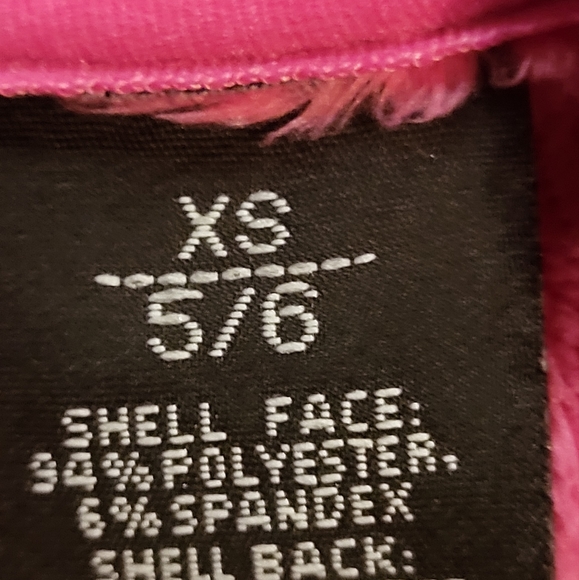 XS
5/6
SHELL FACE:
94% POLYESTER,
6% SPANDEX
SHELL BACK: